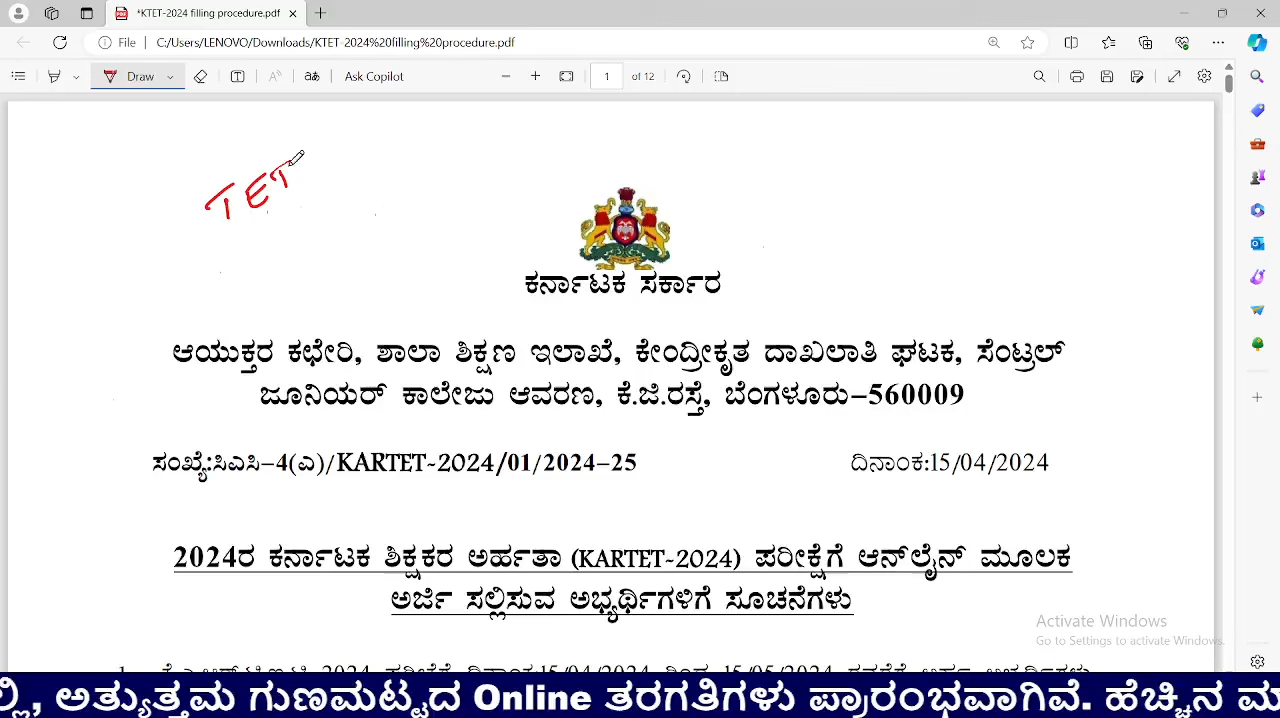 *KTET-2024 filling procedure.pdf
File C:/Users/LENOVO/Downloads/KTET-2024%20filling%20procedure.pdf
Draw Ask Copilot 1 of 12
TET
ಕರ್ನಾಟಕ ಸರ್ಕಾರ
ಆಯುಕ್ತರ ಕಛೇರಿ, ಶಾಲಾ ಶಿಕ್ಷಣ ಇಲಾಖೆ, ಕೇಂದ್ರೀಕೃತ ದಾಖಲಾತಿ ಘಟಕ, ಸೆಂಟ್ರಲ್
ಜೂನಿಯರ್ ಕಾಲೇಜು ಆವರಣ, ಕೆ.ಜಿ.ರಸ್ತೆ, ಬೆಂಗಳೂರು-560009
ಸಂಖ್ಯೆ:ಸಿಎಸಿ-4(ಎ)/KARTET-2024/01/2024-25 ದಿನಾಂಕ:15/04/2024
2024ರ ಕರ್ನಾಟಕ ಶಿಕ್ಷಕರ ಅರ್ಹತಾ (KARTET-2024) ಪರೀಕ್ಷೆಗೆ ಆನ್‌ಲೈನ್ ಮೂಲಕ
ಅರ್ಜಿ ಸಲ್ಲಿಸುವ ಅಭ್ಯರ್ಥಿಗಳಿಗೆ ಸೂಚನೆಗಳು
Activate Windows
Go to Settings to activate Windows.
ಅತ್ಯುತ್ತಮ ಗುಣಮಟ್ಟದ Online ತರಗತಿಗಳು ಪ್ರಾರಂಭವಾಗಿವೆ. ಹೆಚ್ಚಿನ